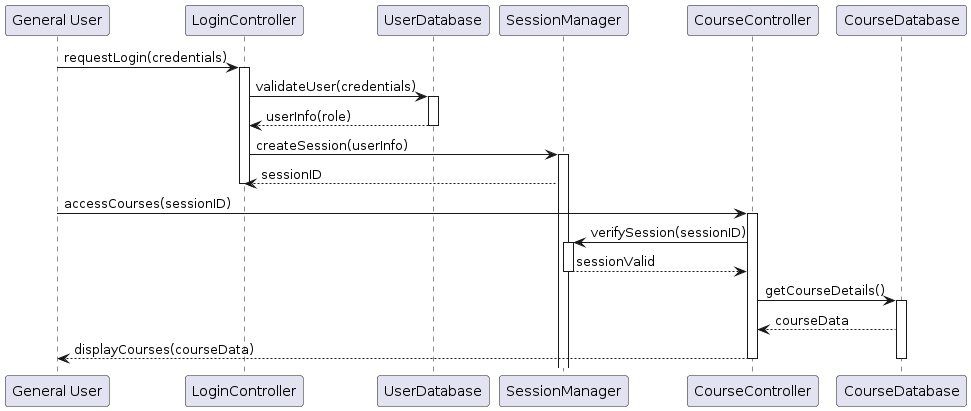 General User
LoginController
UserDatabase
SessionManager
CourseController
CourseDatabase
requestLogin(credentials)
validateUser(credentials)
userInfo(role)
createSession(userInfo)
sessionID
accessCourses(sessionID)
verifySession(sessionID)
sessionValid
getCourseDetails()
courseData
displayCourses(courseData)
General User
LoginController
UserDatabase
SessionManager
CourseController
CourseDatabase